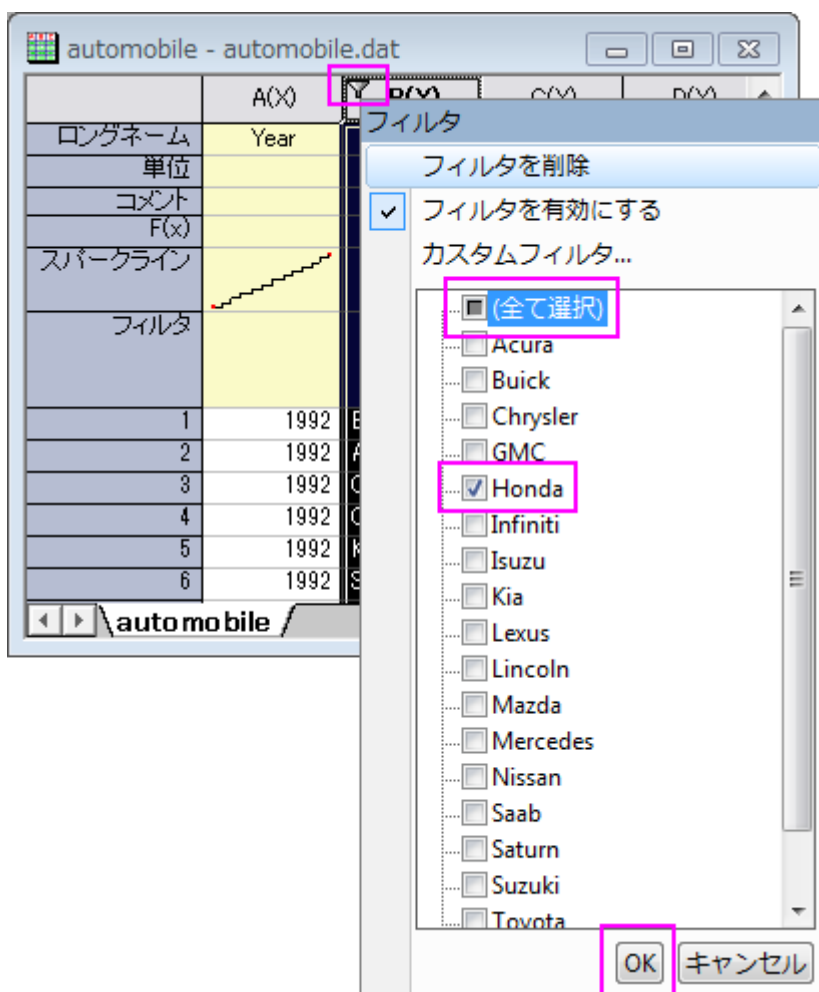 automobile - automobile.dat
A(X) B(Y) C(Y) D(Y)
ロングネーム Year
単位
コメント
F(x)
スパークライン
フィルタ
1 1992
2 1992
3 1992
4 1992
5 1992
6 1992
automobile
フィルタ
フィルタを削除
フィルタを有効にする
カスタムフィルタ...
(全て選択)
Acura
Buick
Chrysler
GMC
Honda
Infiniti
Isuzu
Kia
Lexus
Lincoln
Mazda
Mercedes
Nissan
Saab
Saturn
Suzuki
Toyota
OK キャンセル